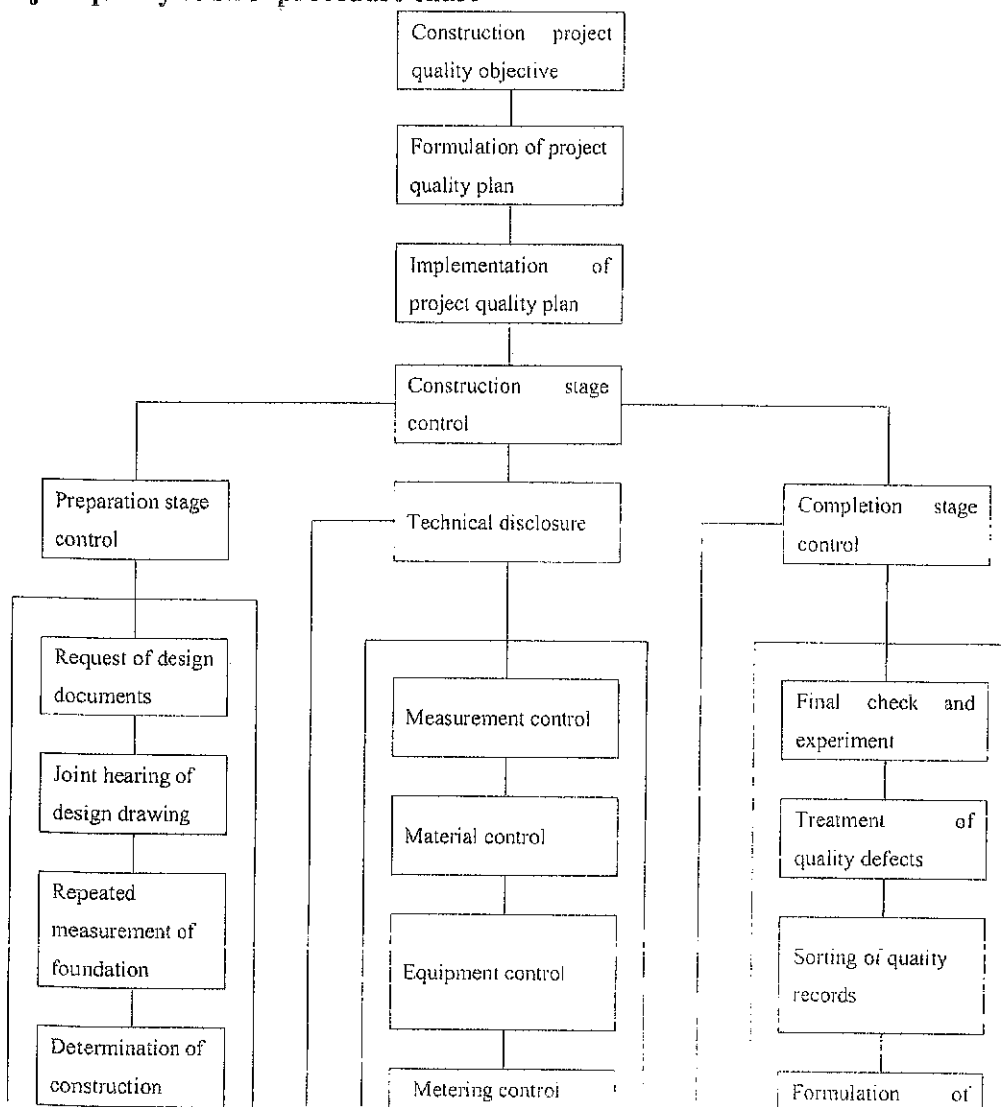 Construction project
quality objective
Formulation of project
quality plan
Implementation of
project quality plan
Construction stage
control
Preparation stage
control
Request of design
documents
Joint hearing of
design drawing
Repeated
measurement of
foundation
Determination of
construction
Technical disclosure
Measurement control
Material control
Equipment control
Metering control
Completion stage
control
Final check and
experiment
Treatment of
quality defects
Sorting of quality
records
Formulation of